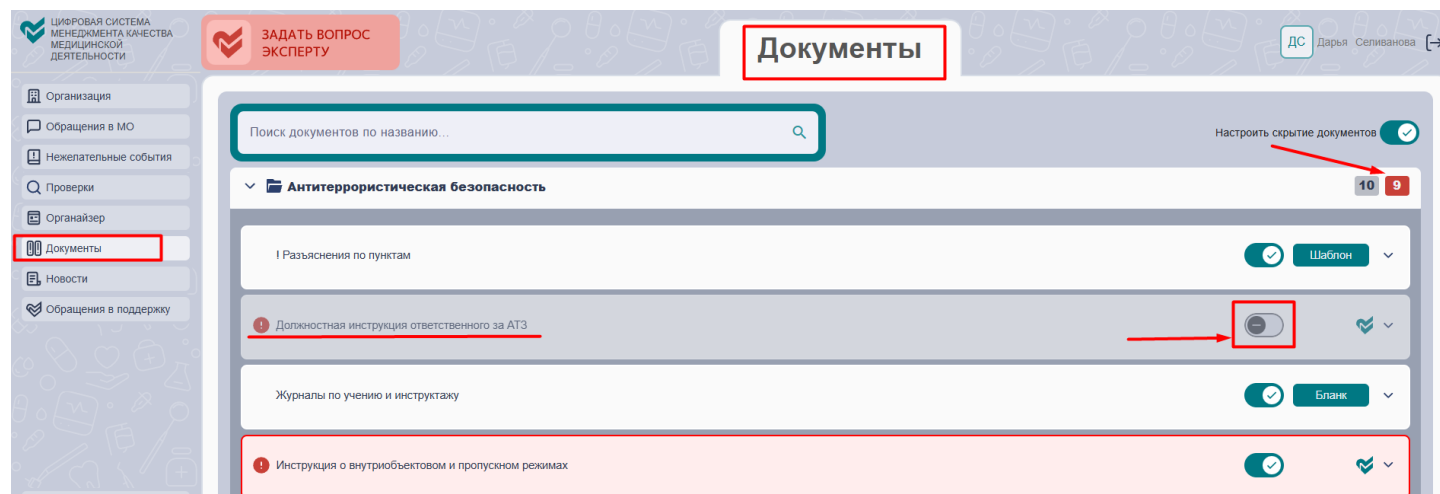 ЦИФРОВАЯ СИСТЕМА
МЕНЕДЖМЕНТА КАЧЕСТВА
МЕДИЦИНСКОЙ
ДЕЯТЕЛЬНОСТИ
ЗАДАТЬ ВОПРОС
ЭКСПЕРТУ
Документы
ДС Дарья Селиванова
Организация
Обращения в МО
Нежелательные события
Проверки
Органайзер
Документы
Новости
Обращения в поддержку
Поиск документов по названию...
Настроить скрытие документов
Антитеррористическая безопасность
10 9
! Разъяснения по пунктам
Шаблон
Должностная инструкция ответственного за АТЗ
Журналы по учению и инструктажу
Бланк
Инструкция о внутриобъектовом и пропускном режимах